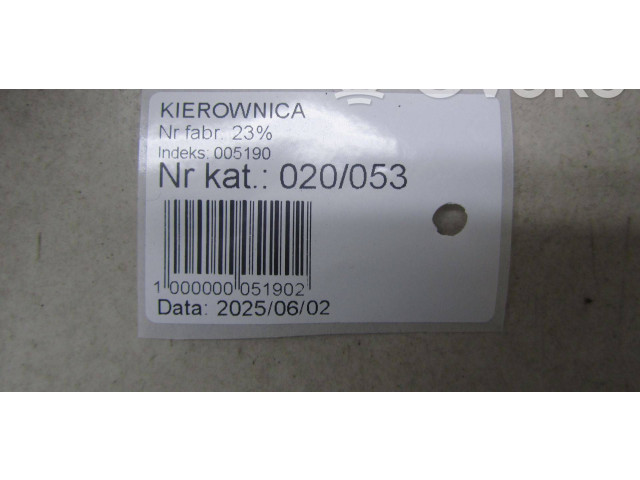 KIEROWNICA
Nr fabr. 23%
Indeks: 005190
Nr kat.: 020/053
1 000000 051902
Data: 2025/06/02